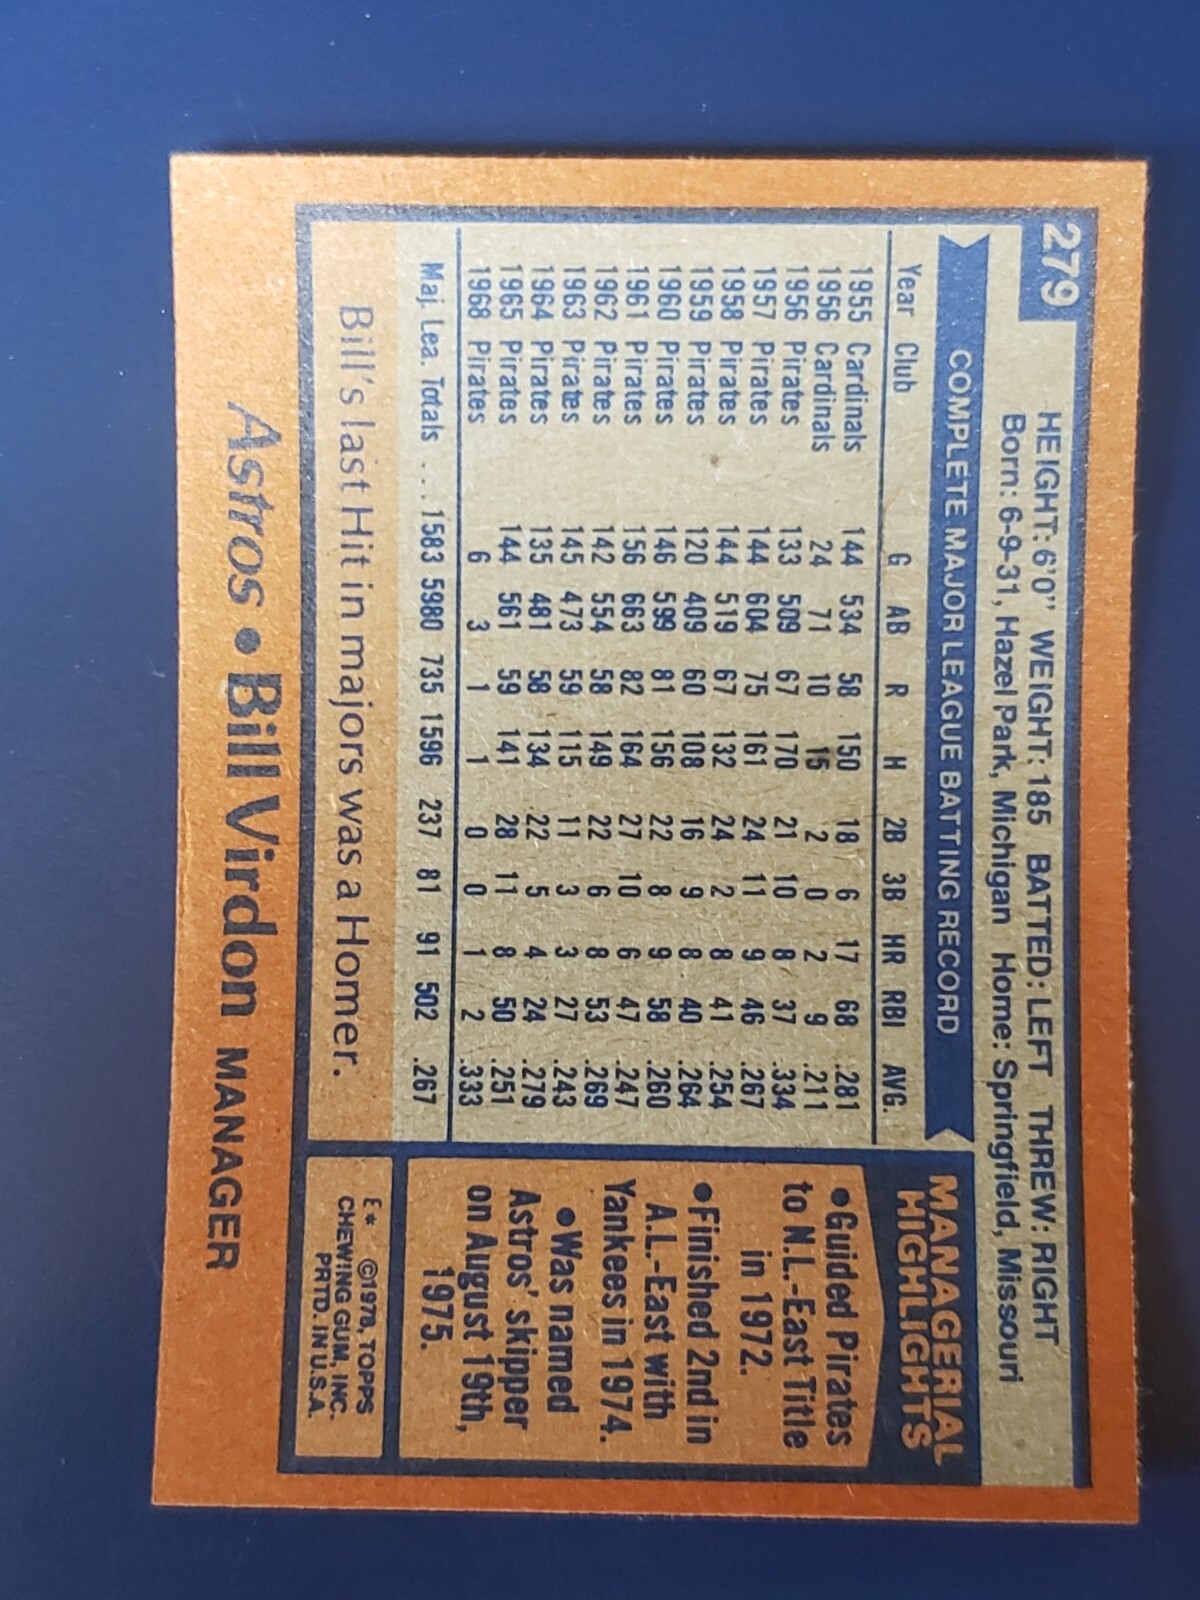 279
HEIGHT: 6'0" WEIGHT: 185 BATTED: LEFT THREW: RIGHT
Born: 6-9-31, Hazel Park, Michigan Home: Springfield, Missouri
COMPLETE MAJOR LEAGUE BATTING RECORD
Year Club G AB R H 2B 3B HR RBI AVG.
1955 Cardinals 144 534 58 150 18 6 17 68 .281
1956 Cardinals 24 71 10 15 2 0 2 9 .211
1956 Pirates 133 509 67 170 21 10 8 37 .334
1957 Pirates 144 604 75 161 24 11 9 46 .267
1958 Pirates 144 519 67 132 24 2 8 41 .254
1959 Pirates 120 409 60 108 16 9 8 40 .264
1960 Pirates 146 599 81 156 22 8 9 58 .260
1961 Pirates 156 663 82 164 27 10 6 47 .247
1962 Pirates 142 554 58 149 22 6 8 53 .269
1963 Pirates 145 473 59 115 11 3 3 27 .243
1964 Pirates 135 481 58 134 22 5 4 24 .279
1965 Pirates 144 561 59 141 28 11 8 50 .251
1968 Pirates 6 3 1 1 0 0 1 2 .333
Maj. Lea. Totals ... 1583 5980 735 1596 237 81 91 502 .267
Bill's last Hit in majors was a Homer.
MANAGERIAL
HIGHLIGHTS
•Guided Pirates
to N.L.-East Title
in 1972.
•Finished 2nd in
A.L.-East with
Yankees in 1974.
•Was named
Astros' skipper
on August 19th,
1975.
E* ©1978, TOPPS
CHEWING GUM, INC.
PRTD. IN U.S.A.
Astros • Bill Virdon MANAGER